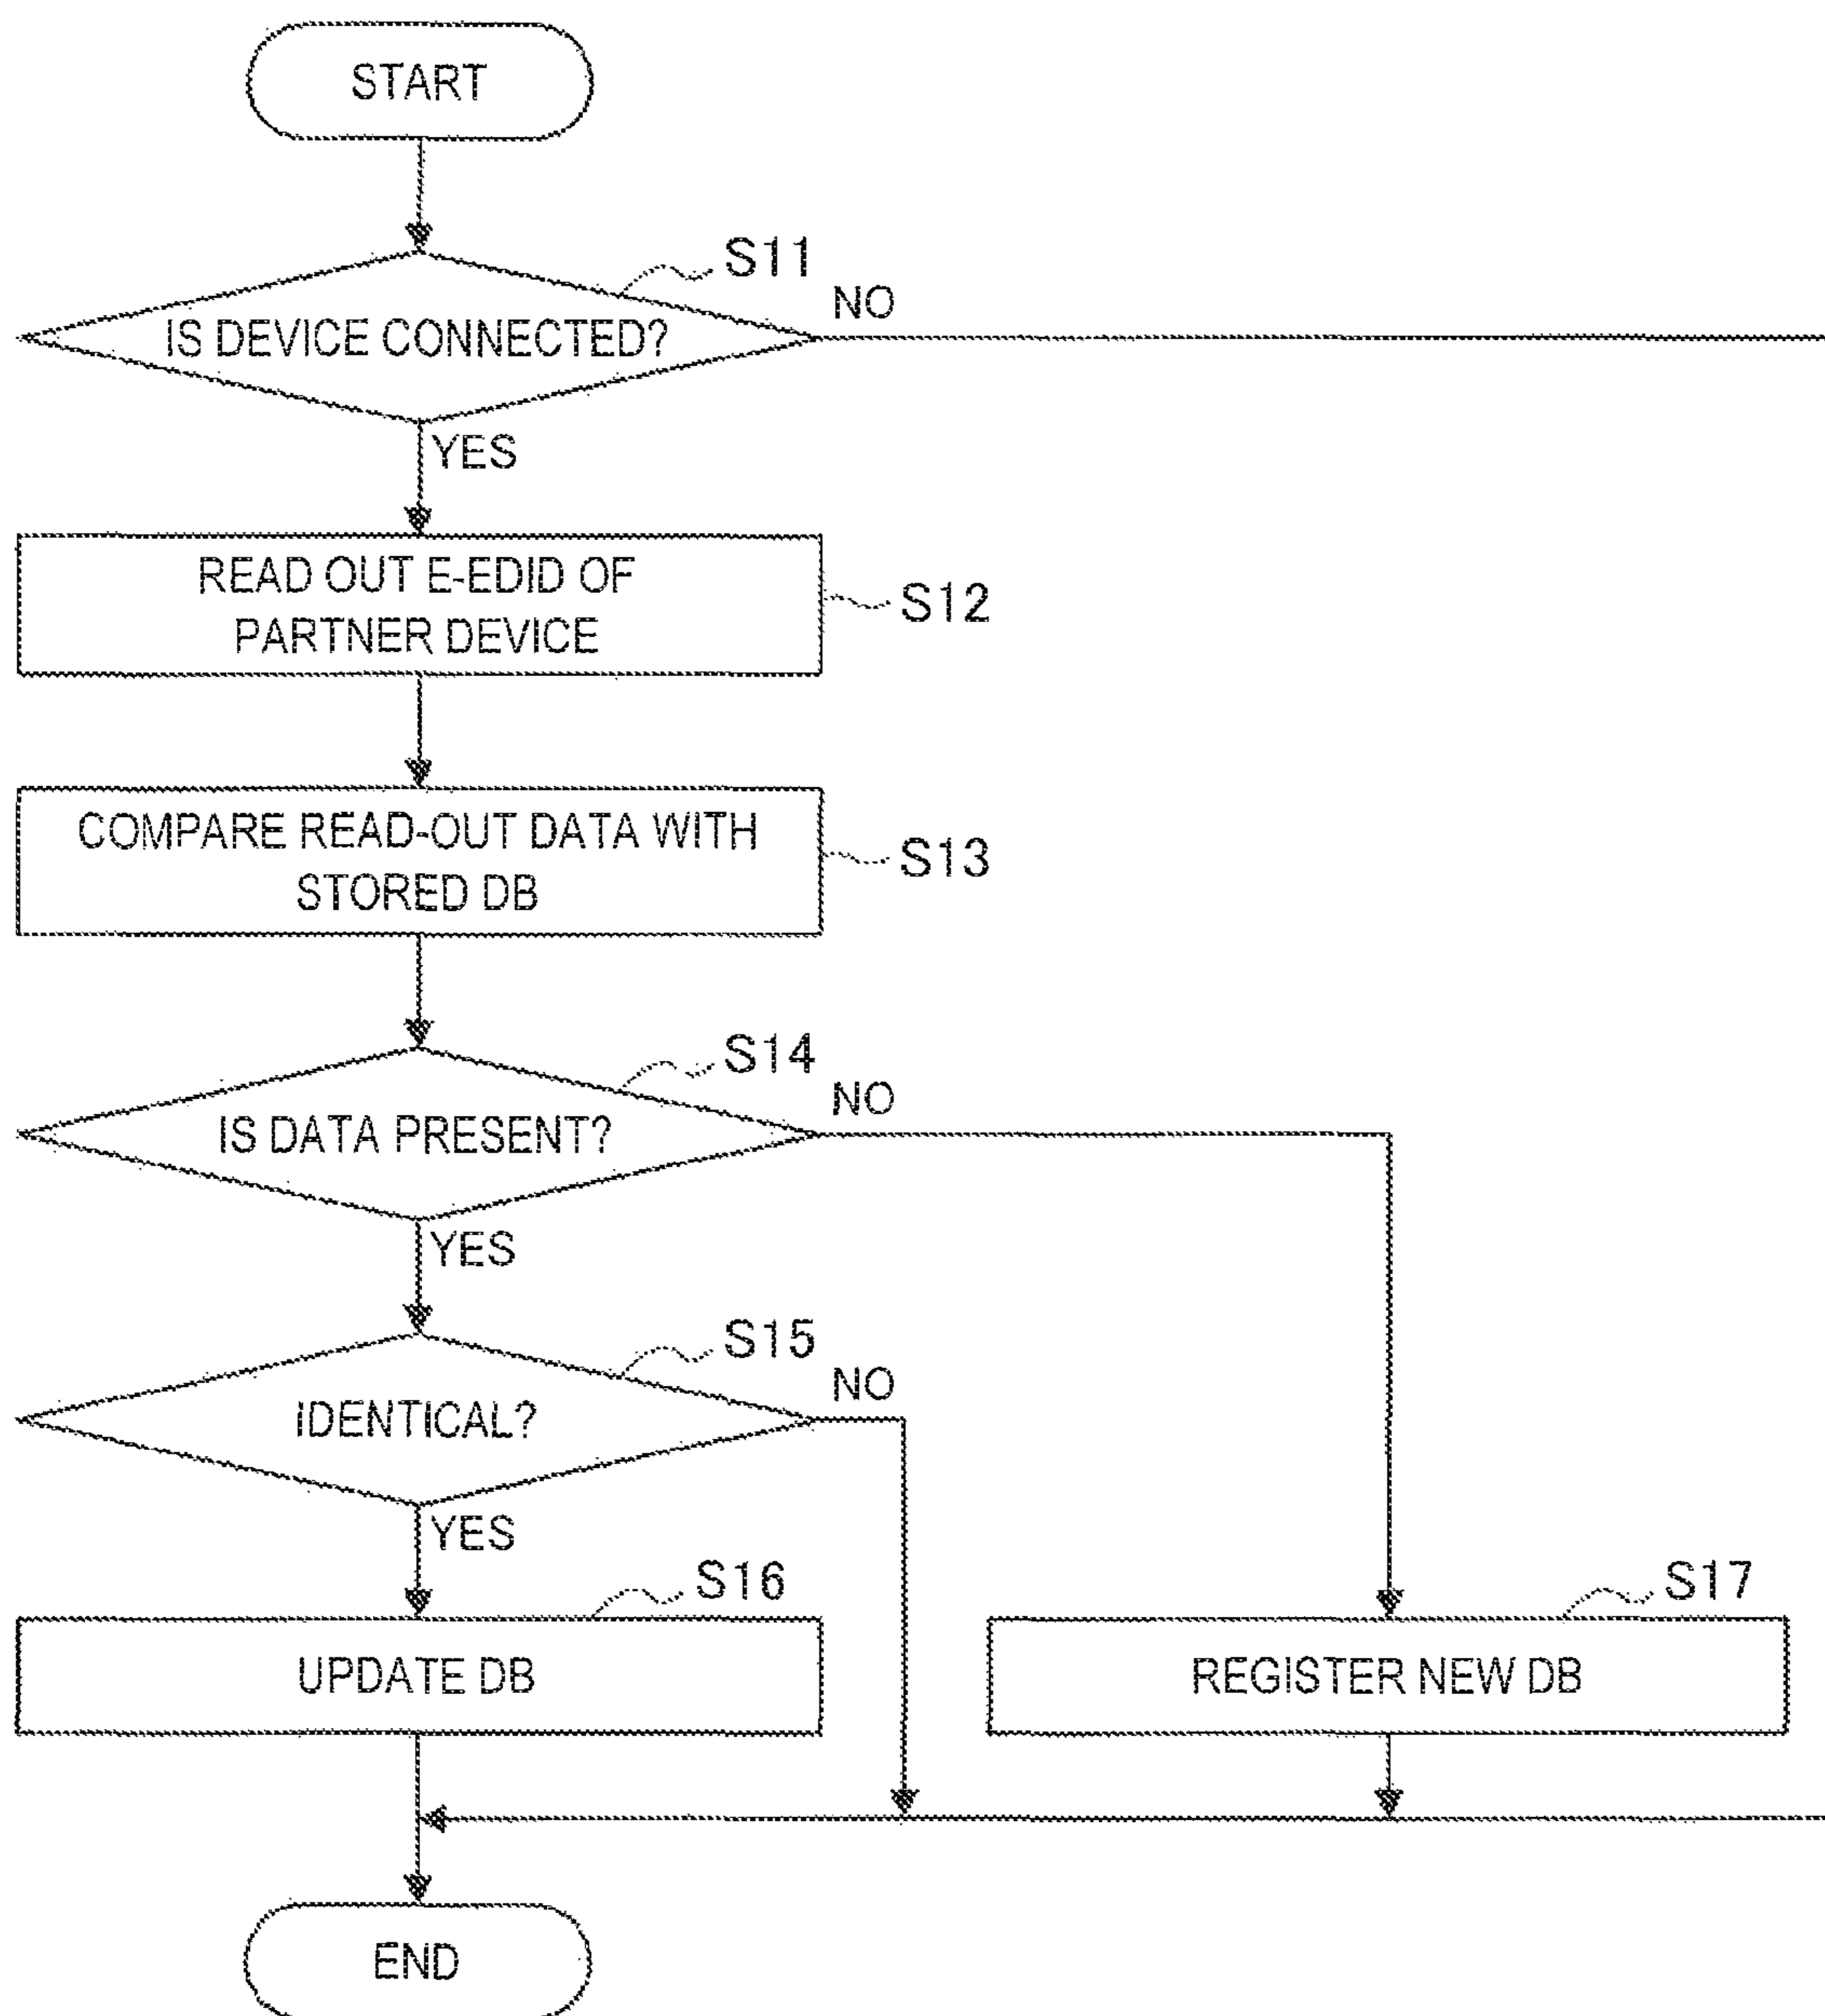 START
S11
IS DEVICE CONNECTED?
NO
YES
READ OUT E-EDID OF
PARTNER DEVICE
S12
COMPARE READ-OUT DATA WITH
STORED DB
S13
S14
IS DATA PRESENT?
NO
YES
S15
IDENTICAL?
NO
YES
S16
UPDATE DB
S17
REGISTER NEW DB
END